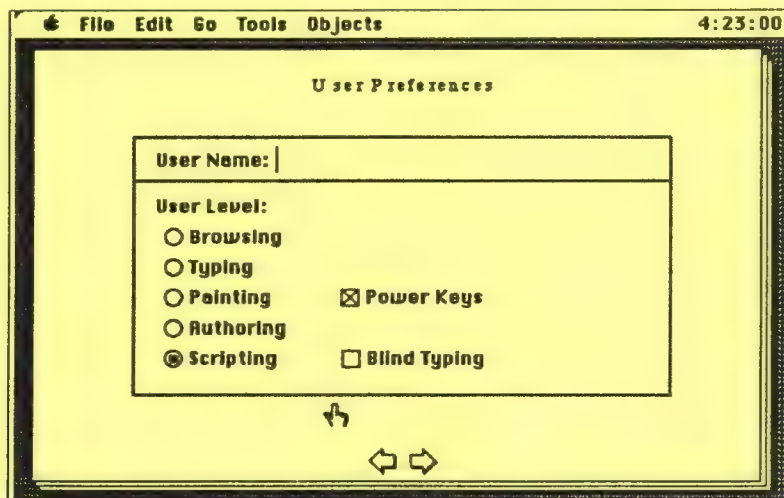 File Edit Go Tools Objects 4:23:00
User Preferences
User Name:
User Level:
Browsing
Typing
Painting Power Keys
Authoring
Scripting Blind Typing